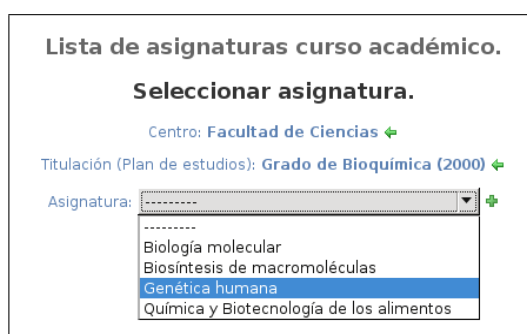 Lista de asignaturas curso académico.
Seleccionar asignatura.
Centro: Facultad de Ciencias
Titulación (Plan de estudios): Grado de Bioquímica (2000)
Asignatura: ---------
---------
Biología molecular
Biosíntesis de macromoléculas
Genética humana
Química y Biotecnología de los alimentos